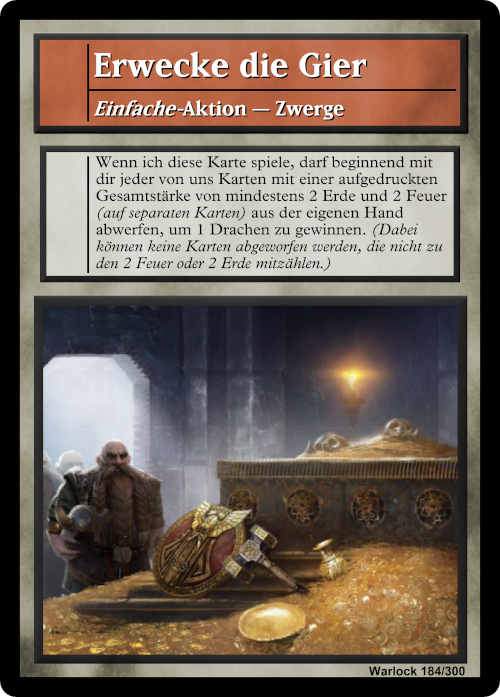 Erwecke die Gier
Einfache-Aktion — Zwerge
Wenn ich diese Karte spiele, darf beginnend mit
dir jeder von uns Karten mit einer aufgedruckten
Gesamtstärke von mindestens 2 Erde und 2 Feuer
(auf separaten Karten) aus der eigenen Hand
abwerfen, um 1 Drachen zu gewinnen. (Dabei
können keine Karten abgeworfen werden, die nicht zu
den 2 Feuer oder 2 Erde mitzählen.)
Warlock 184/300